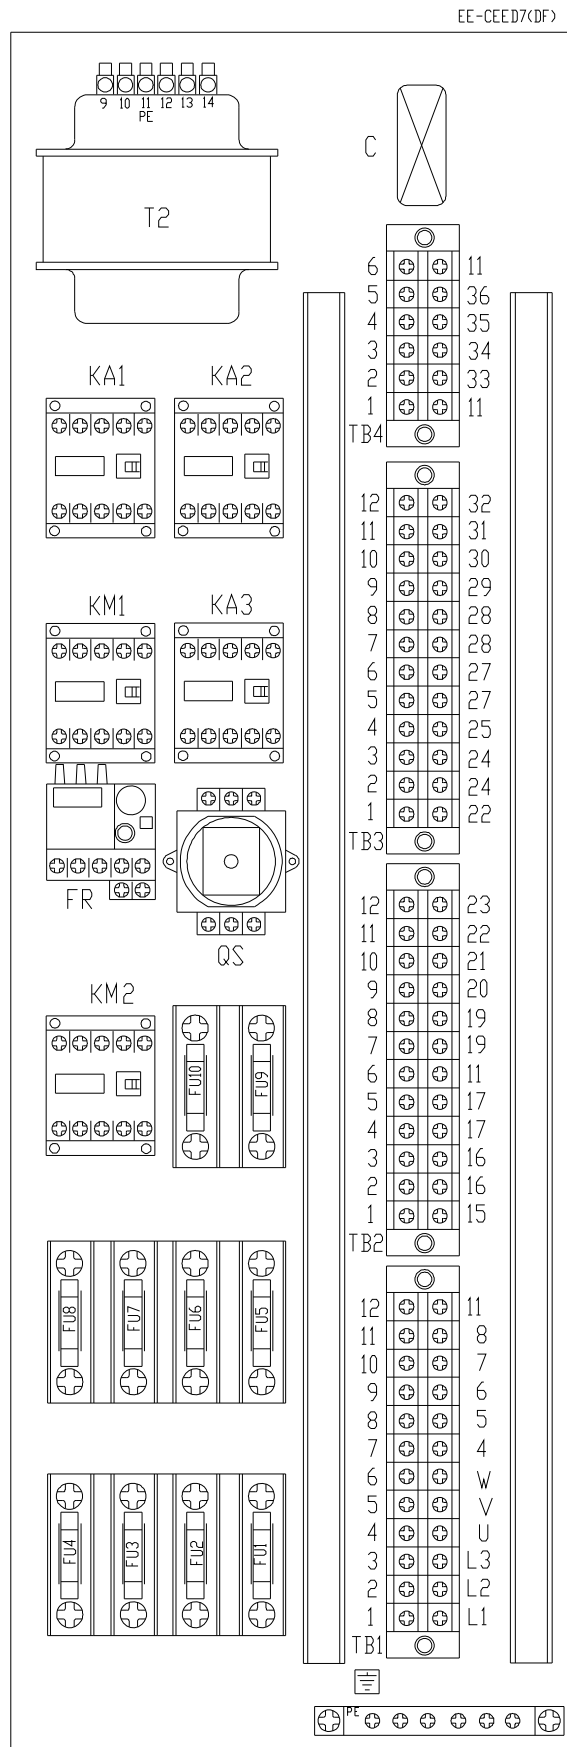 EE-CEED7(DF)
9 10 11 12 13 14
PE
C
T2
6 11
5 36
4 35
3 34
2 33
1 11
TB4
KA1 KA2
12 32
11 31
10 30
9 29
8 28
7 28
6 27
5 27
4 25
3 24
2 24
1 22
TB3
KM1 KA3
FR
QS
12 23
11 22
10 21
9 20
8 19
7 19
6 11
5 17
4 17
3 16
2 16
1 15
TB2
KM2
FU10 FU9
FU8 FU7 FU6 FU5
12 11
11 8
10 7
9 6
8 5
7 4
6 W
5 V
4 U
3 L3
2 L2
1 L1
TB1
FU4 FU3 FU2 FU1
PE